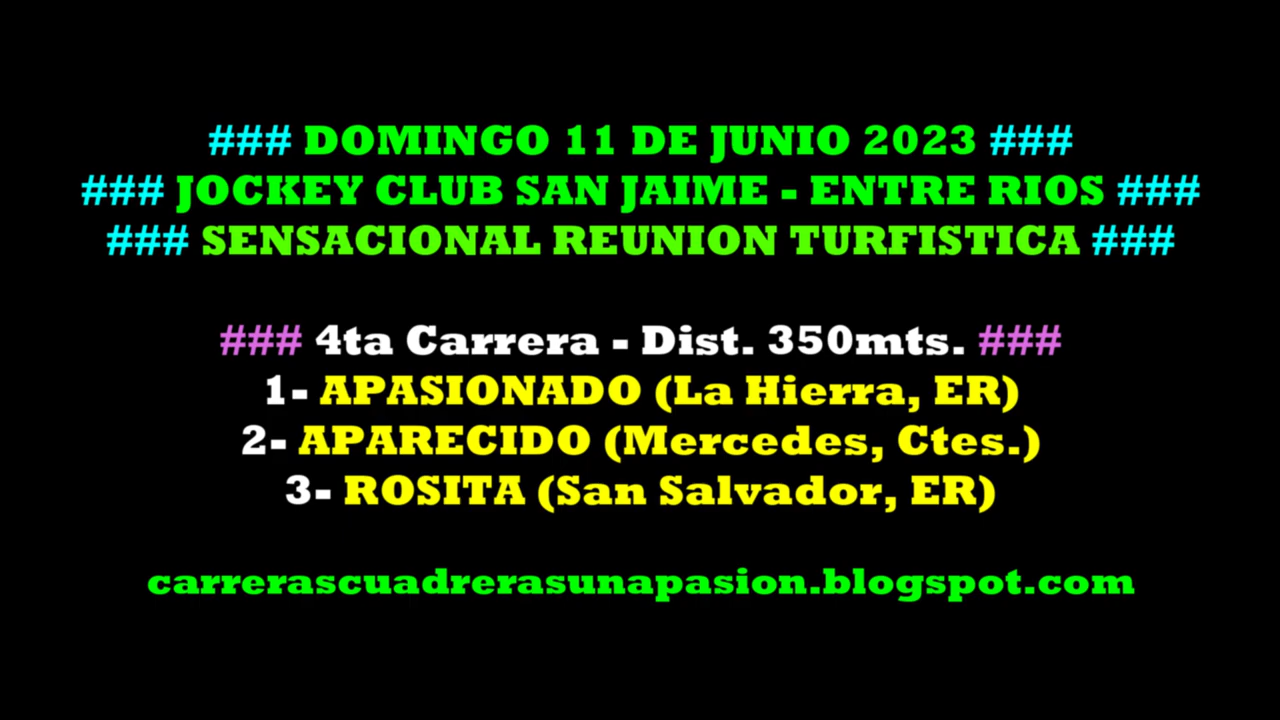 ### DOMINGO 11 DE JUNIO 2023 ###
### JOCKEY CLUB SAN JAIME - ENTRE RIOS ###
### SENSACIONAL REUNION TURFISTICA ###
### 4ta Carrera - Dist. 350mts. ###
1- APASIONADO (La Hierra, ER)
2- APARECIDO (Mercedes, Ctes.)
3- ROSITA (San Salvador, ER)
carrerascuadrerasunapasion.blogspot.com